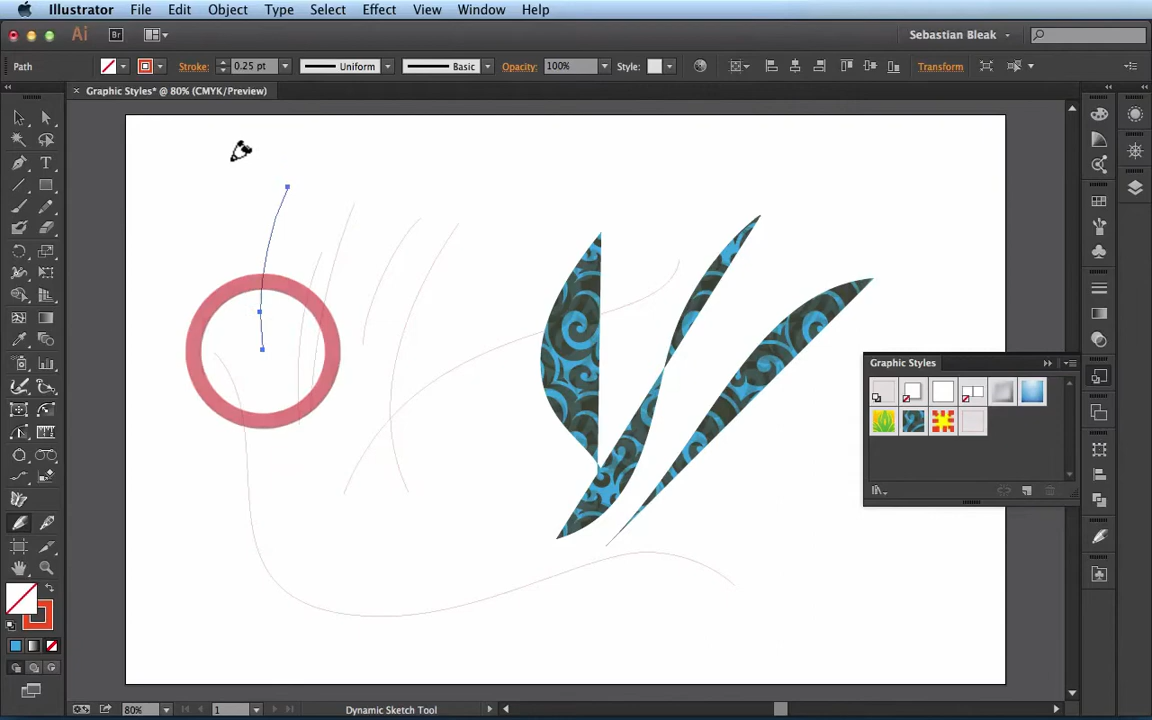 Illustrator File Edit Object Type Select Effect View Window Help
Ai Br Sebastian Bleak
Path Stroke: 0.25 pt Uniform Basic Opacity: 100% Style: Transform
Graphic Styles* @ 80% (CMYK/Preview)
T
Graphic Styles
80% 1 Dynamic Sketch Tool